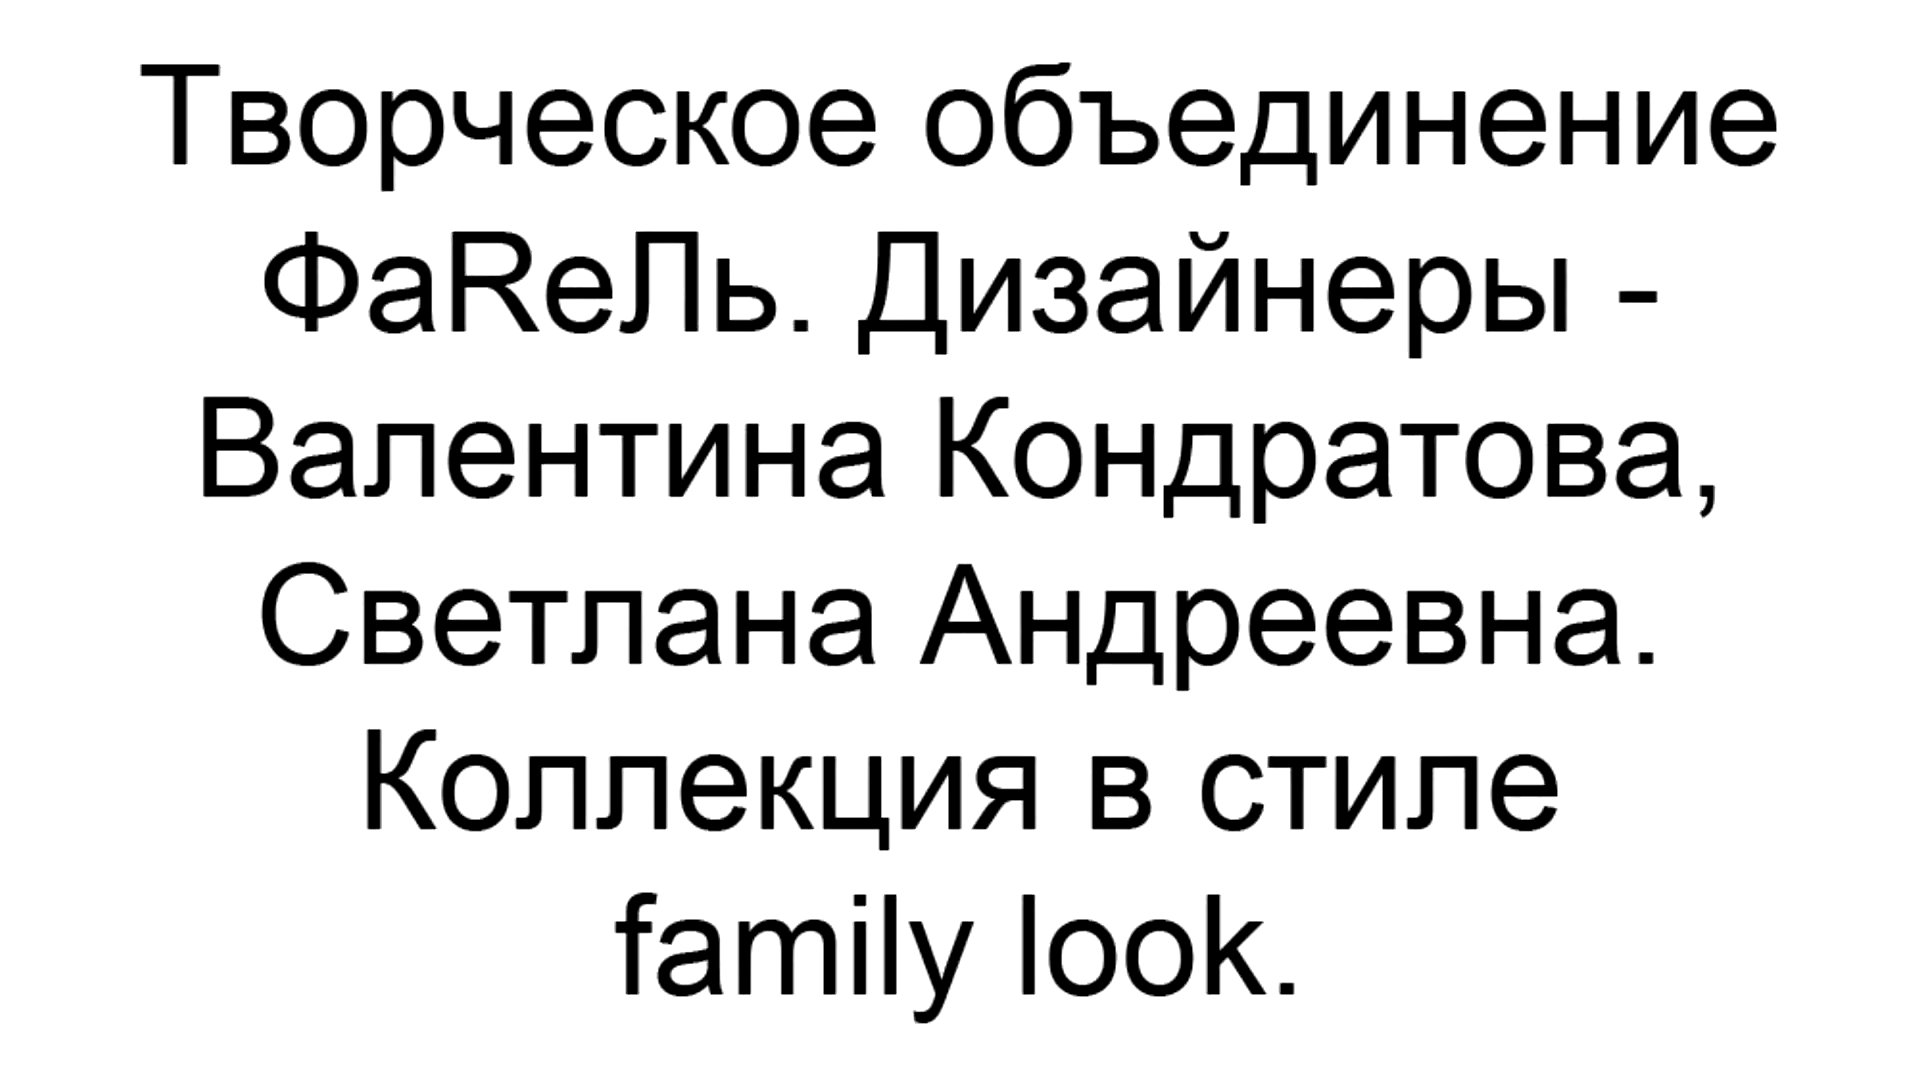 Творческое объединение
ФаRеЛь. Дизайнеры -
Валентина Кондратова,
Светлана Андреевна.
Коллекция в стиле
family look.